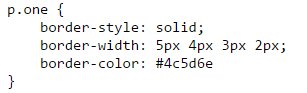 p.one {
    border-style: solid;
    border-width: 5px 4px 3px 2px;
    border-color: #4c5d6e
}